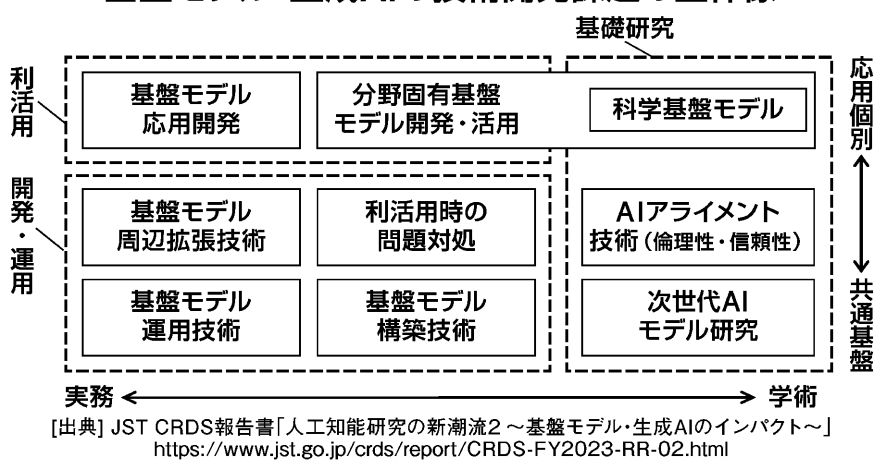 基礎研究
利活用
基盤モデル
応用開発
分野固有基盤
モデル開発・活用
科学基盤モデル
応用個別
開発・運用
基盤モデル
周辺拡張技術
利活用時の
問題対処
AIアライメント
技術(倫理性・信頼性)
基盤モデル
運用技術
基盤モデル
構築技術
次世代AI
モデル研究
共通基盤
実務
学術
[出典] JST CRDS報告書「人工知能研究の新潮流2 ~基盤モデル・生成AIのインパクト~」
https://www.jst.go.jp/crds/report/CRDS-FY2023-RR-02.html